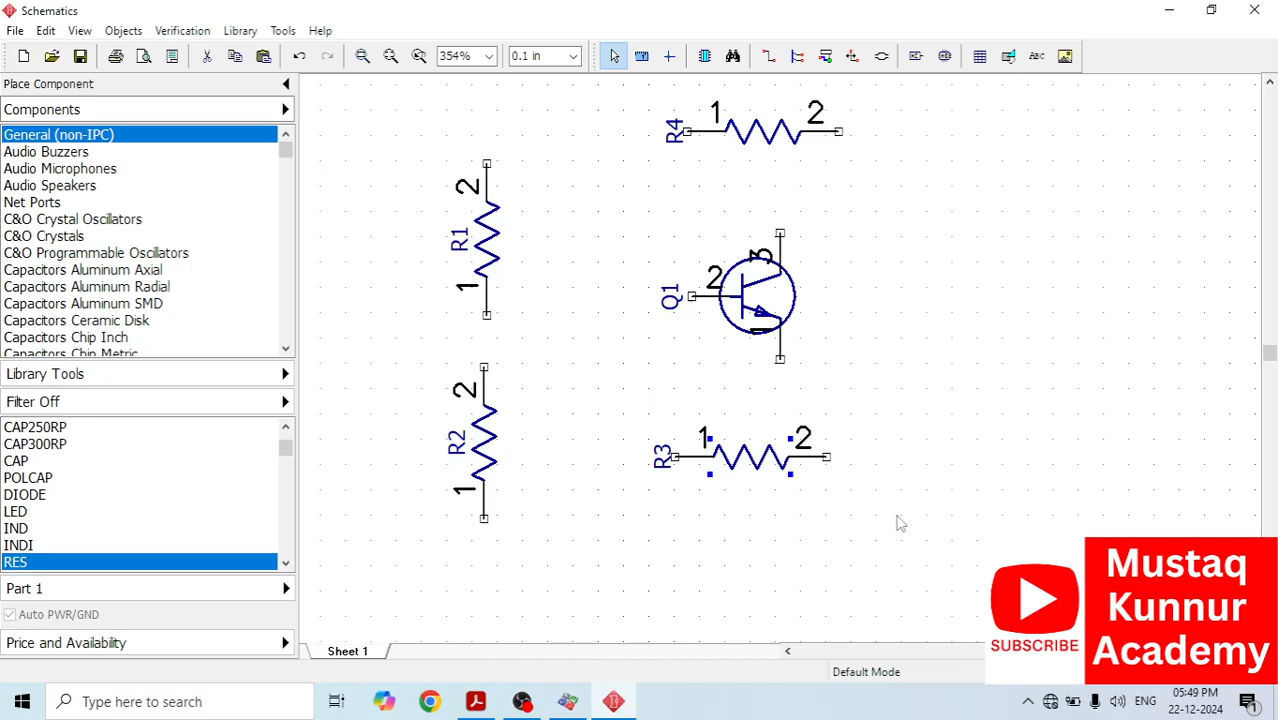 Schematics
File Edit View Objects Verification Library Tools Help
354% 0.1 in ABC
Place Component
Components
General (non-IPC)
Audio Buzzers
Audio Microphones
Audio Speakers
Net Ports
C&O Crystal Oscillators
C&O Crystals
C&O Programmable Oscillators
Capacitors Aluminum Axial
Capacitors Aluminum Radial
Capacitors Aluminum SMD
Capacitors Ceramic Disk
Capacitors Chip Inch
Capacitors Chip Metric
Library Tools
Filter Off
CAP250RP
CAP300RP
CAP
POLCAP
DIODE
LED
IND
INDI
RES
Part 1
Auto PWR/GND
Price and Availability
R4 1 2
2
R1
1
3
2
Q1
1
2
R2
1
R3 1 2
Sheet 1
Default Mode
SUBSCRIBE
Mustaq
Kunnur
Academy
Type here to search
ENG
05:49 PM
22-12-2024
1